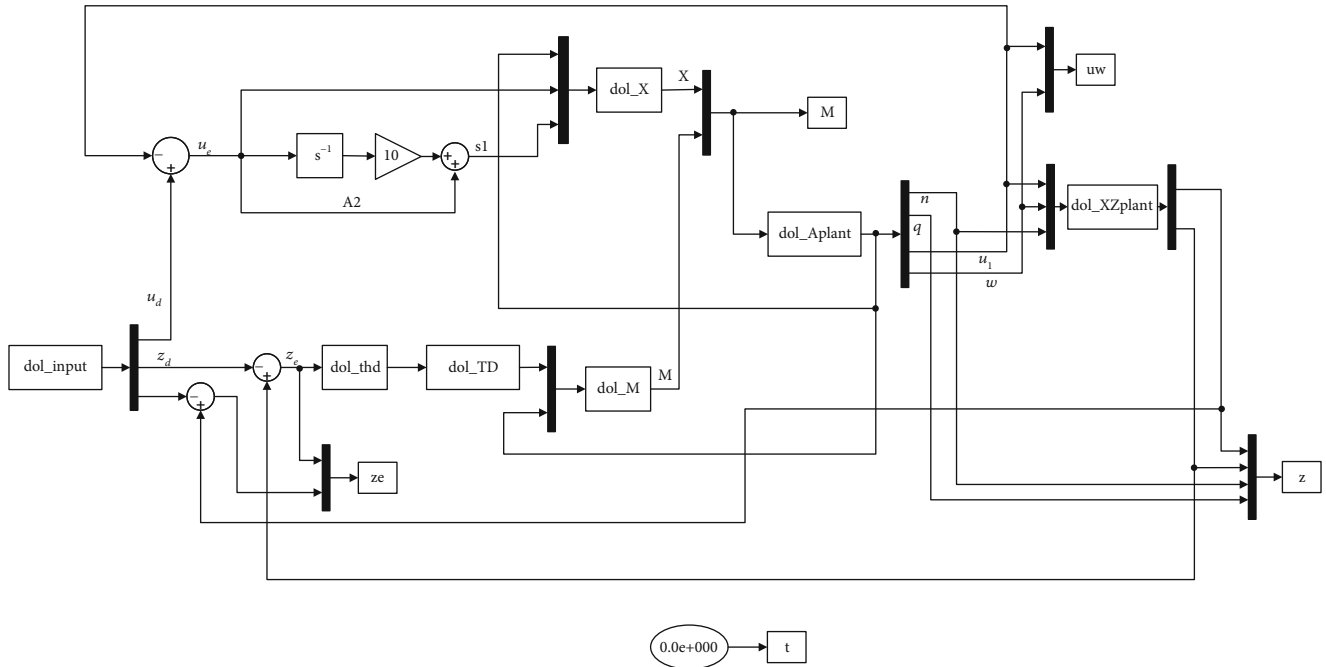 uw
X
dol_X
M
−
+
u_e
s⁻¹
10
+
+
s1
A2
n
q
dol_XZplant
dol_Aplant
u_1
w
u_d
dol_input
z_d
−
+
z_e
dol_thd
dol_TD
dol_M
M
−
+
ze
z
0.0e+000
t